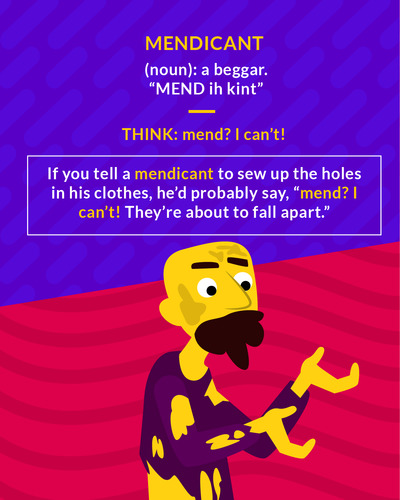 MENDICANT
(noun): a beggar.
“MEND ih kint”
THINK: mend? I can’t!
If you tell a mendicant to sew up the holes
in his clothes, he’d probably say, “mend? I
can’t! They’re about to fall apart.”